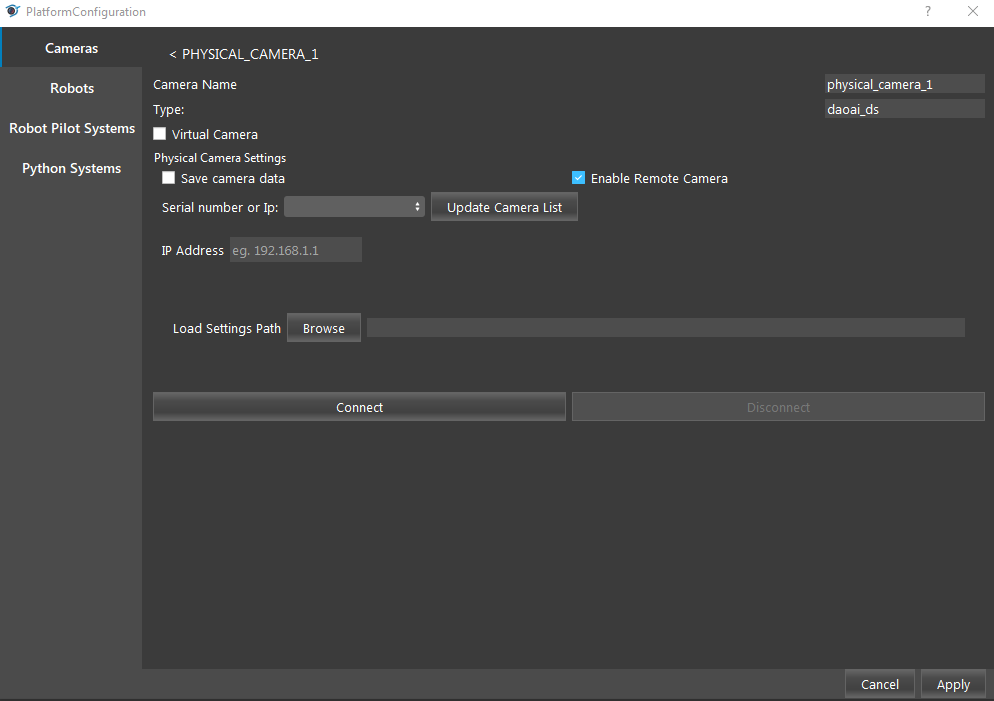 PlatformConfiguration
?
Cameras
Robots
Robot Pilot Systems
Python Systems
< PHYSICAL_CAMERA_1
Camera Name physical_camera_1
Type: daoai_ds
Virtual Camera
Physical Camera Settings
Save camera data Enable Remote Camera
Serial number or Ip: Update Camera List
IP Address eg. 192.168.1.1
Load Settings Path Browse
Connect Disconnect
Cancel Apply